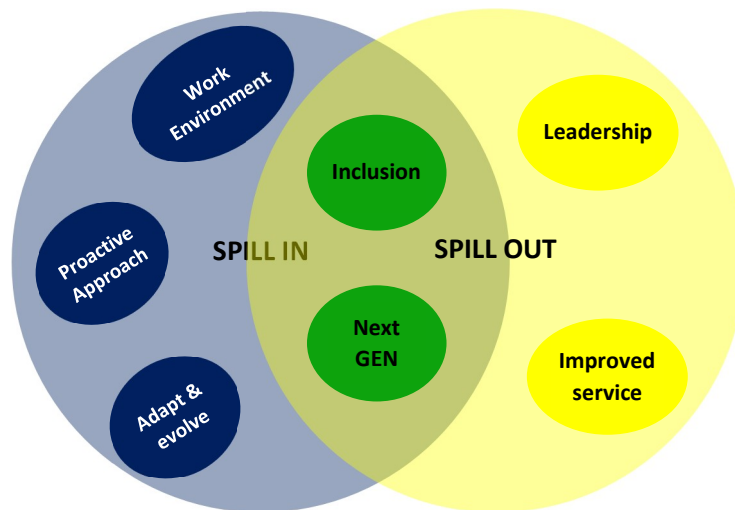 Work
Environment
Inclusion
Leadership
Proactive
Approach
SPILL IN
SPILL OUT
Next
GEN
Adapt &
evolve
Improved
service